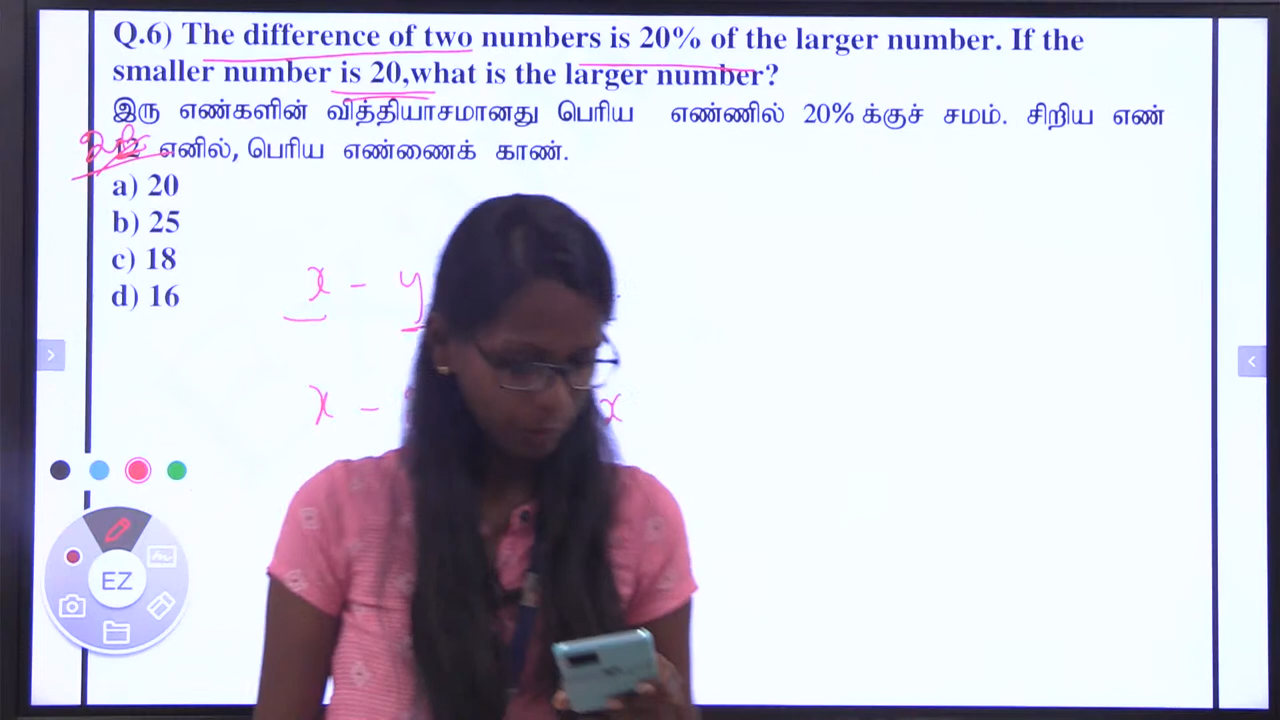 Q.6) The difference of two numbers is 20% of the larger number. If the
smaller number is 20,what is the larger number?
இரு எண்களின் வித்தியாசமானது பெரிய எண்ணில் 20% க்குச் சமம். சிறிய எண்
எனில், பெரிய எண்ணைக் காண்.
a) 20
b) 25
c) 18
d) 16
x - y
x - x
EZ